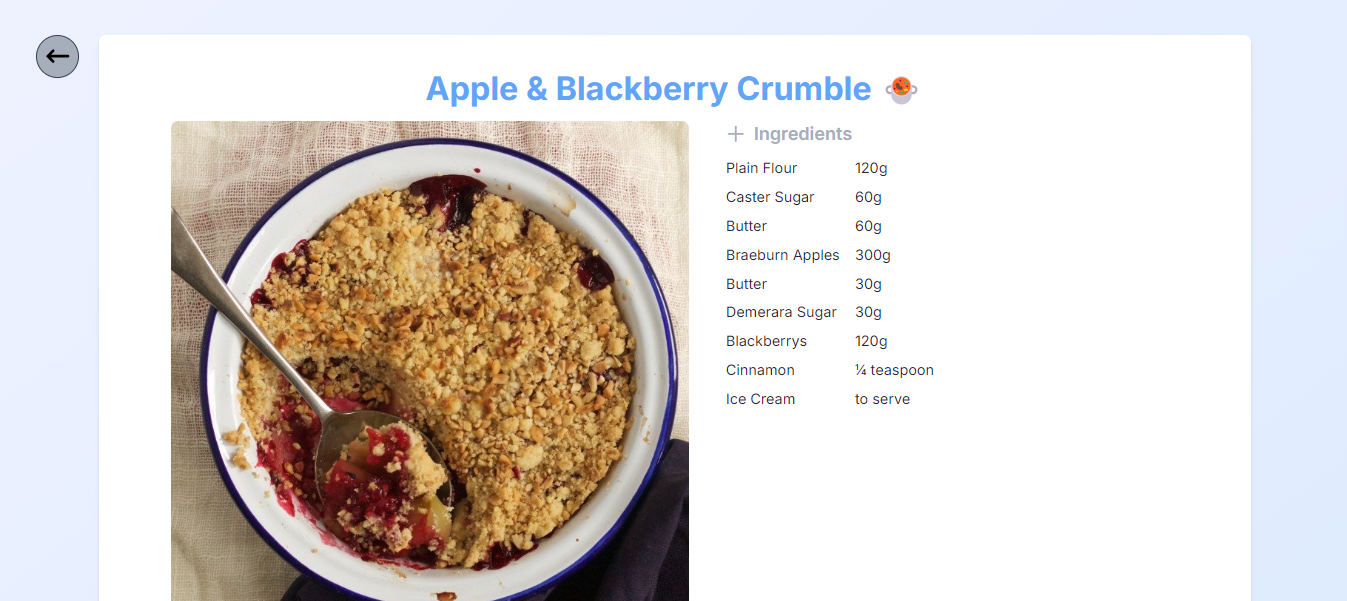 Apple & Blackberry Crumble
Ingredients
Plain Flour 120g
Caster Sugar 60g
Butter 60g
Braeburn Apples 300g
Butter 30g
Demerara Sugar 30g
Blackberrys 120g
Cinnamon ¼ teaspoon
Ice Cream to serve